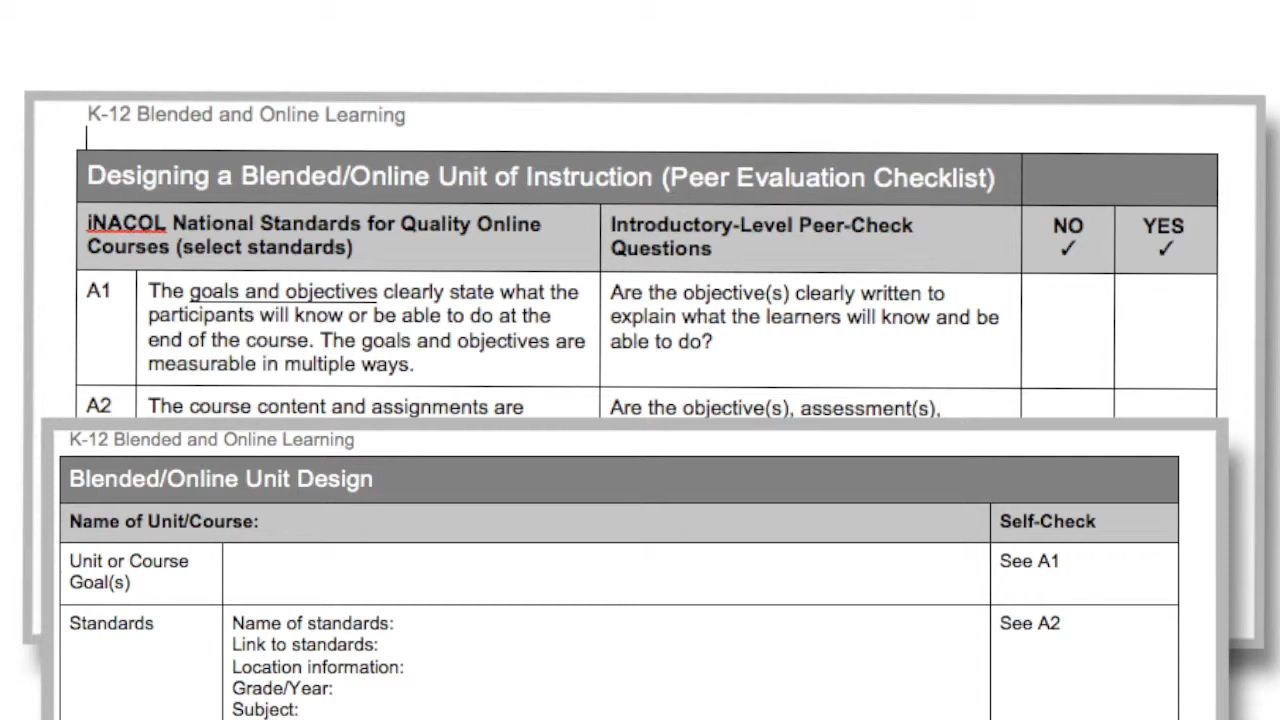 K-12 Blended and Online Learning
Designing a Blended/Online Unit of Instruction (Peer Evaluation Checklist)
iNACOL National Standards for Quality Online
Courses (select standards)
Introductory-Level Peer-Check
Questions
NO
✓
YES
✓
A1
The goals and objectives clearly state what the
participants will know or be able to do at the
end of the course. The goals and objectives are
measurable in multiple ways.
Are the objective(s) clearly written to
explain what the learners will know and be
able to do?
A2
The course content and assignments are
Are the objective(s), assessment(s),
K-12 Blended and Online Learning
Blended/Online Unit Design
Name of Unit/Course:
Self-Check
Unit or Course
Goal(s)
See A1
Standards
Name of standards:
Link to standards:
Location information:
Grade/Year:
Subject:
See A2